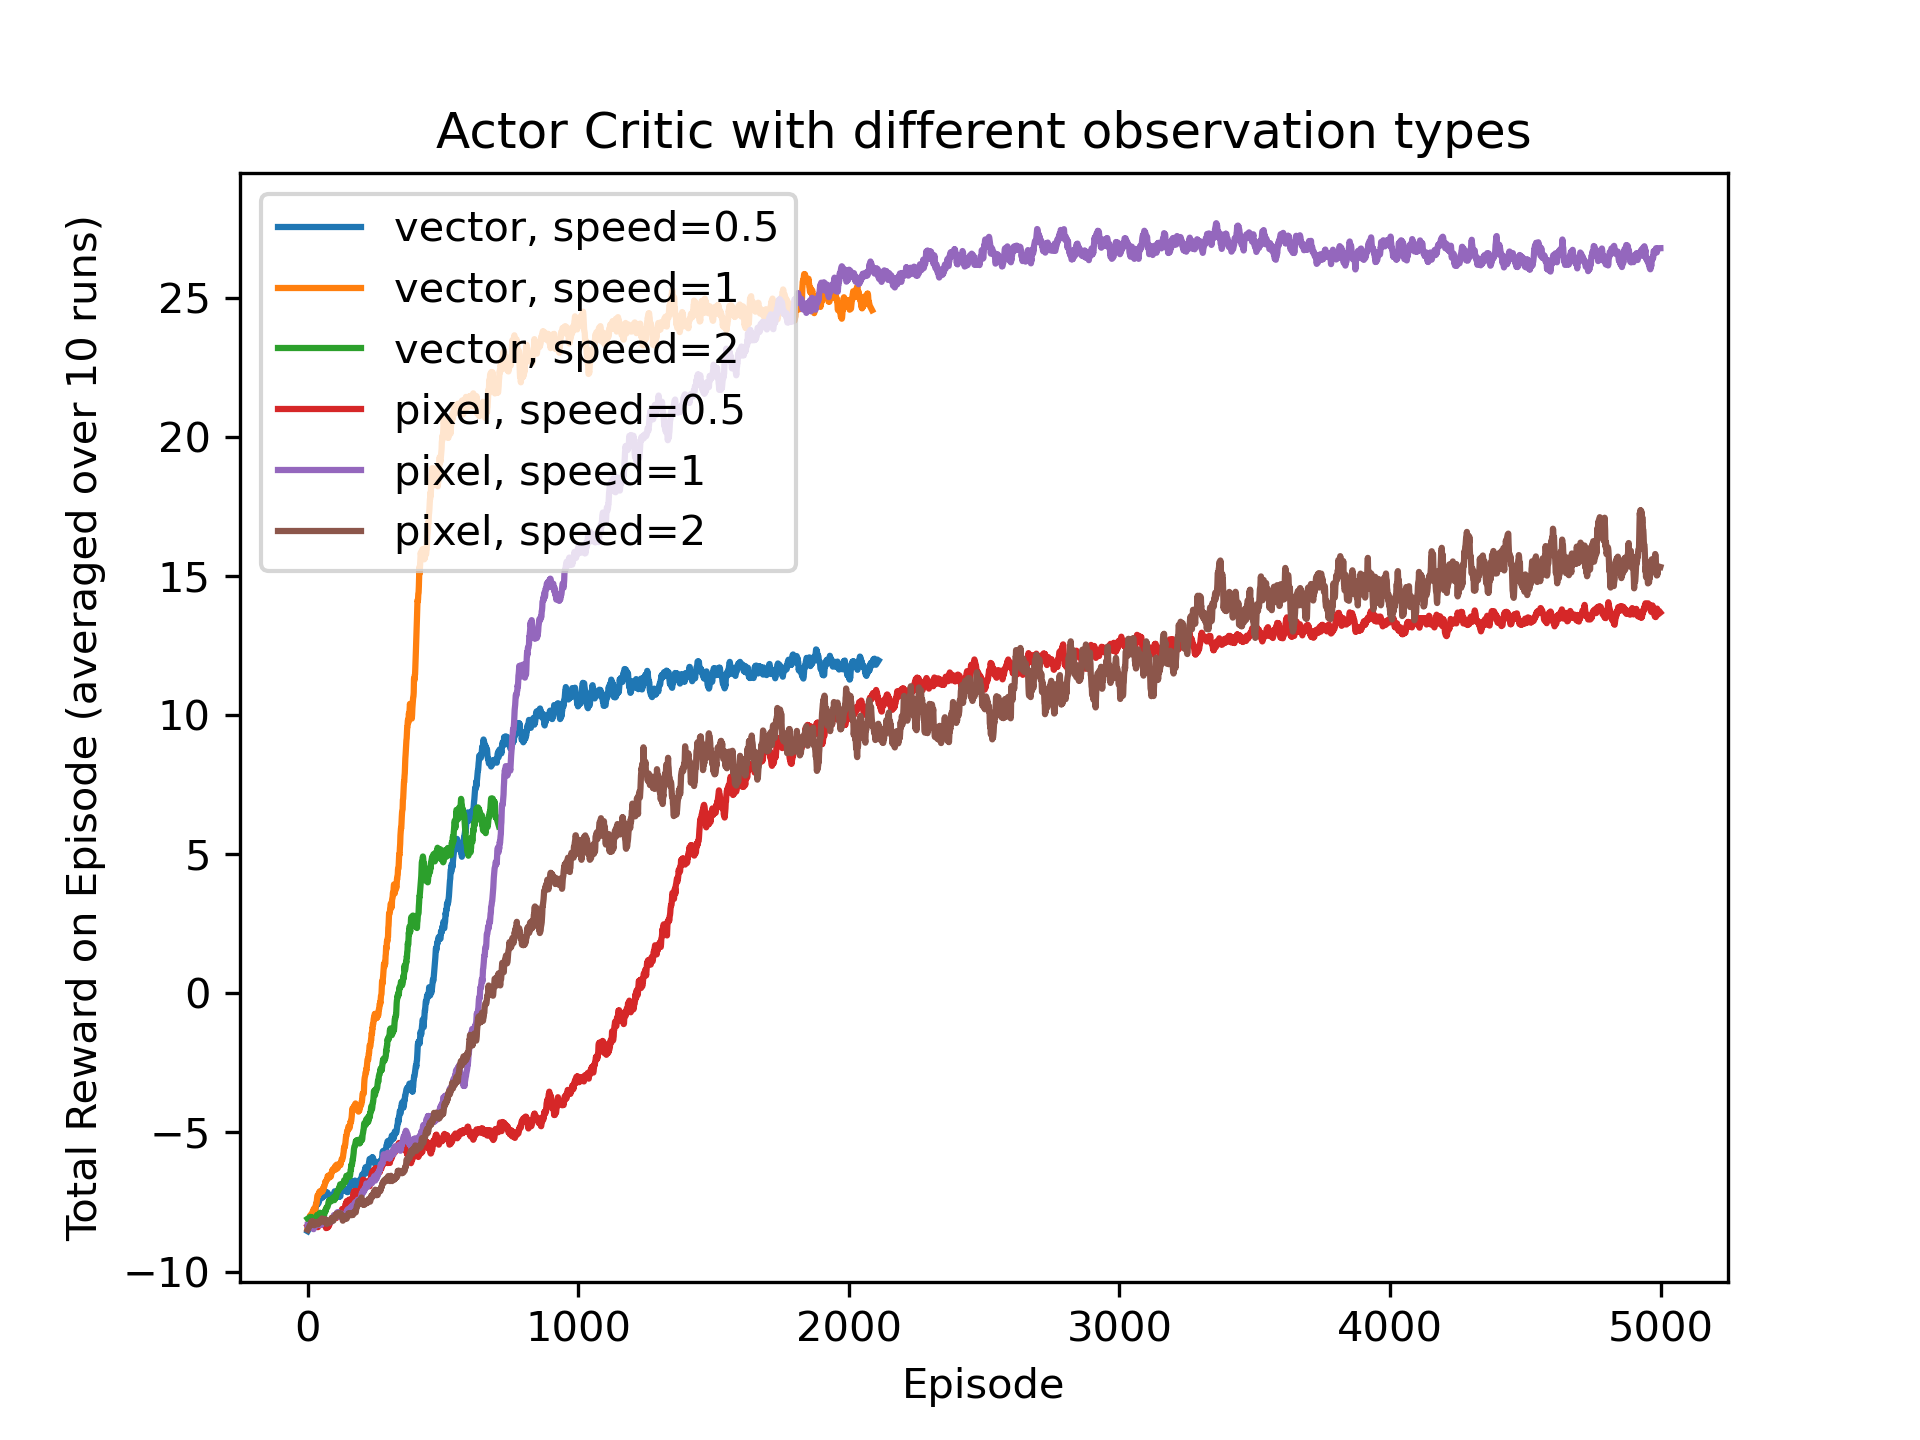 Actor Critic with different observation types
Total Reward on Episode (averaged over 10 runs)
25
20
15
10
5
0
−5
−10
vector, speed=0.5
vector, speed=1
vector, speed=2
pixel, speed=0.5
pixel, speed=1
pixel, speed=2
0
1000
2000
3000
4000
5000
Episode